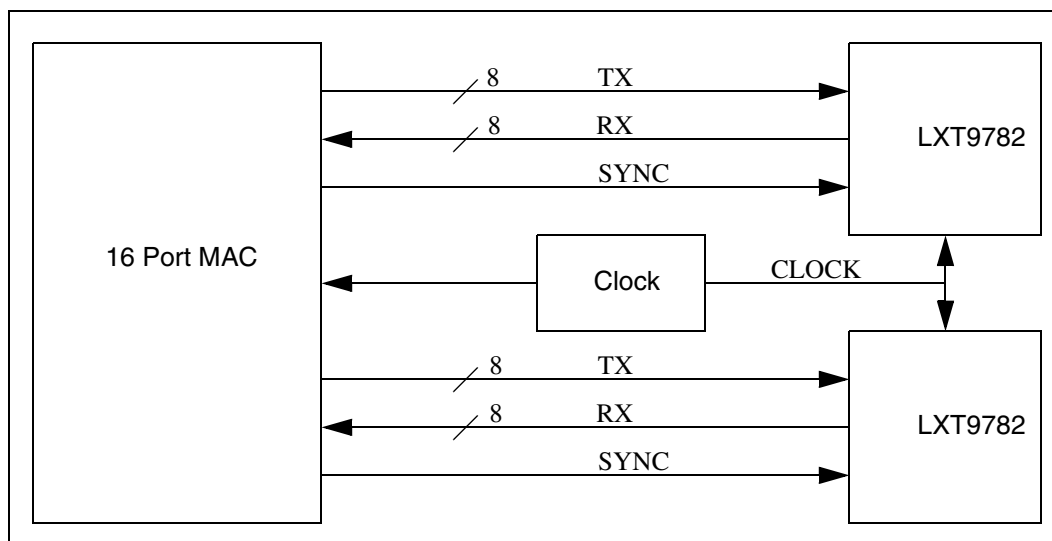 8 TX
8 RX
LXT9782
SYNC
16 Port MAC
Clock
CLOCK
8 TX
8 RX
LXT9782
SYNC